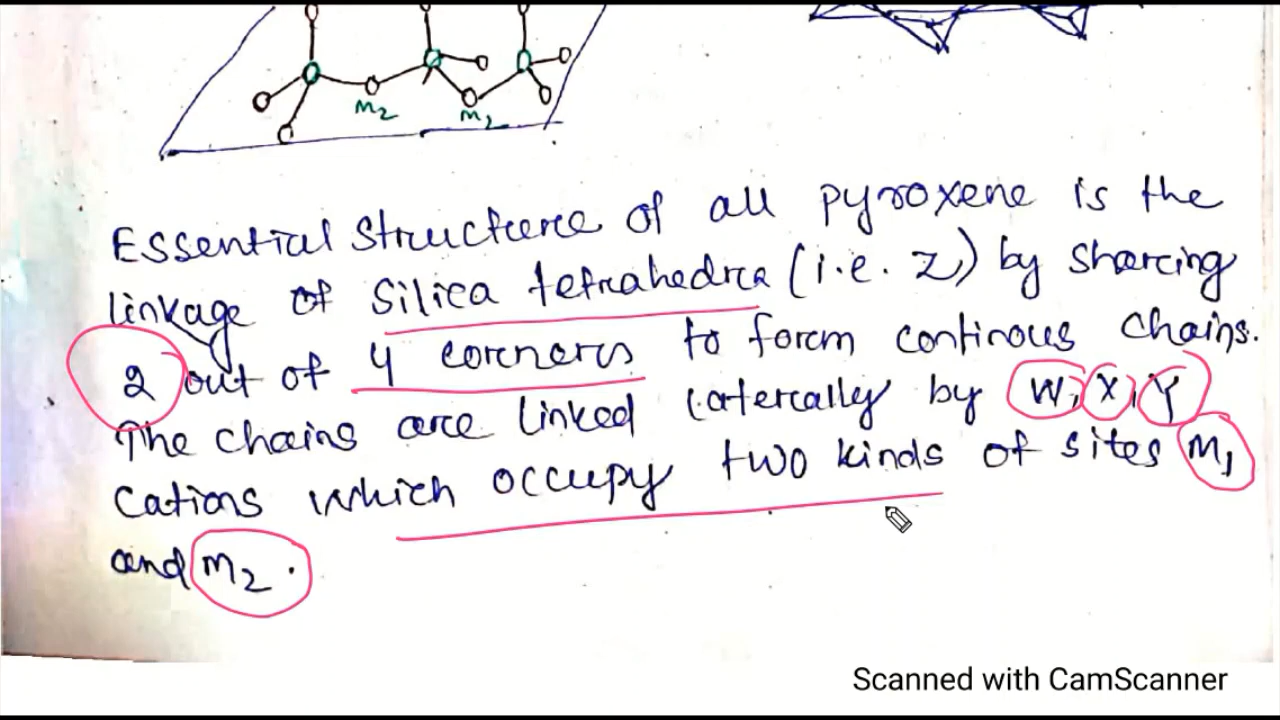 M2
M2
Essential structure of all pyroxene is the
linkage of silica tetrahedra (i.e. z) by sharing
2 out of 4 corners to form continous chains.
The chains are linked laterally by W, X, Y
cations which occupy two kinds of sites M1
and M2.
Scanned with CamScanner